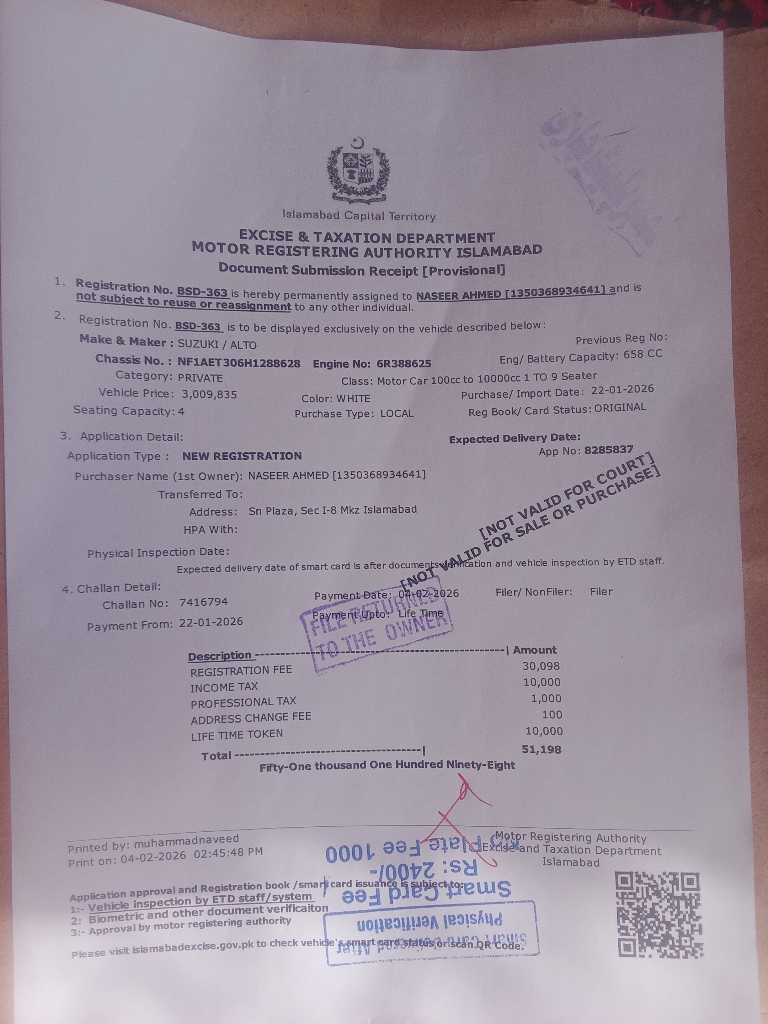 Islamabad Capital Territory
EXCISE & TAXATION DEPARTMENT
MOTOR REGISTERING AUTHORITY ISLAMABAD
Document Submission Receipt [Provisional]
1. Registration No. BSD-363 is hereby permanently assigned to NASEER AHMED [1350368934641] and is
not subject to reuse or reassignment to any other individual.
2. Registration No. BSD-363 is to be displayed exclusively on the vehicle described below:
Make & Maker : SUZUKI / ALTO Previous Reg No:
Chassis No. : NF1AET306H1288628 Engine No: 6R388625 Eng/ Battery Capacity: 658 CC
Category: PRIVATE Class: Motor Car 100cc to 10000cc 1 TO 9 Seater
Vehicle Price: 3,009,835 Color: WHITE Purchase/ Import Date: 22-01-2026
Seating Capacity: 4 Purchase Type: LOCAL Reg Book/ Card Status: ORIGINAL
3. Application Detail: Expected Delivery Date:
Application Type : NEW REGISTRATION App No: 8285837
Purchaser Name (1st Owner): NASEER AHMED [1350368934641]
Transferred To:
Address: Sn Plaza, Sec I-8 Mkz Islamabad
HPA With:
[NOT VALID FOR COURT]
[NOT VALID FOR SALE OR PURCHASE]
Physical Inspection Date:
Expected delivery date of smart card is after documents verification and vehicle inspection by ETD staff.
4. Challan Detail:
Challan No: 7416794 Payment Date: 04-02-2026 Filer/ NonFiler: Filer
Payment From: 22-01-2026 Payment Upto: Life Time
FILE RETURNED
TO THE OWNER
Description ------------------------------------------------| Amount
REGISTRATION FEE 30,098
INCOME TAX 10,000
PROFESSIONAL TAX 1,000
ADDRESS CHANGE FEE 100
LIFE TIME TOKEN 10,000
Total -----------------------------------| 51,198
Fifty-One thousand One Hundred Ninety-Eight
Printed by: muhammadnaveed
Print on: 04-02-2026 02:45:48 PM
Motor Registering Authority
Excise and Taxation Department
Islamabad
Application approval and Registration book /smart card issuance is subject to:
1:- Vehicle inspection by ETD staff/system
2: Biometric and other document verificaiton
3:- Approval by motor registering authority
Please visit islamabadexcise.gov.pk to check vehicle's smart card status or scan QR Code.
Smart Card After
Physical Verification
Smart Card Fee
Rs: 2400/-
Plate Fee 1000